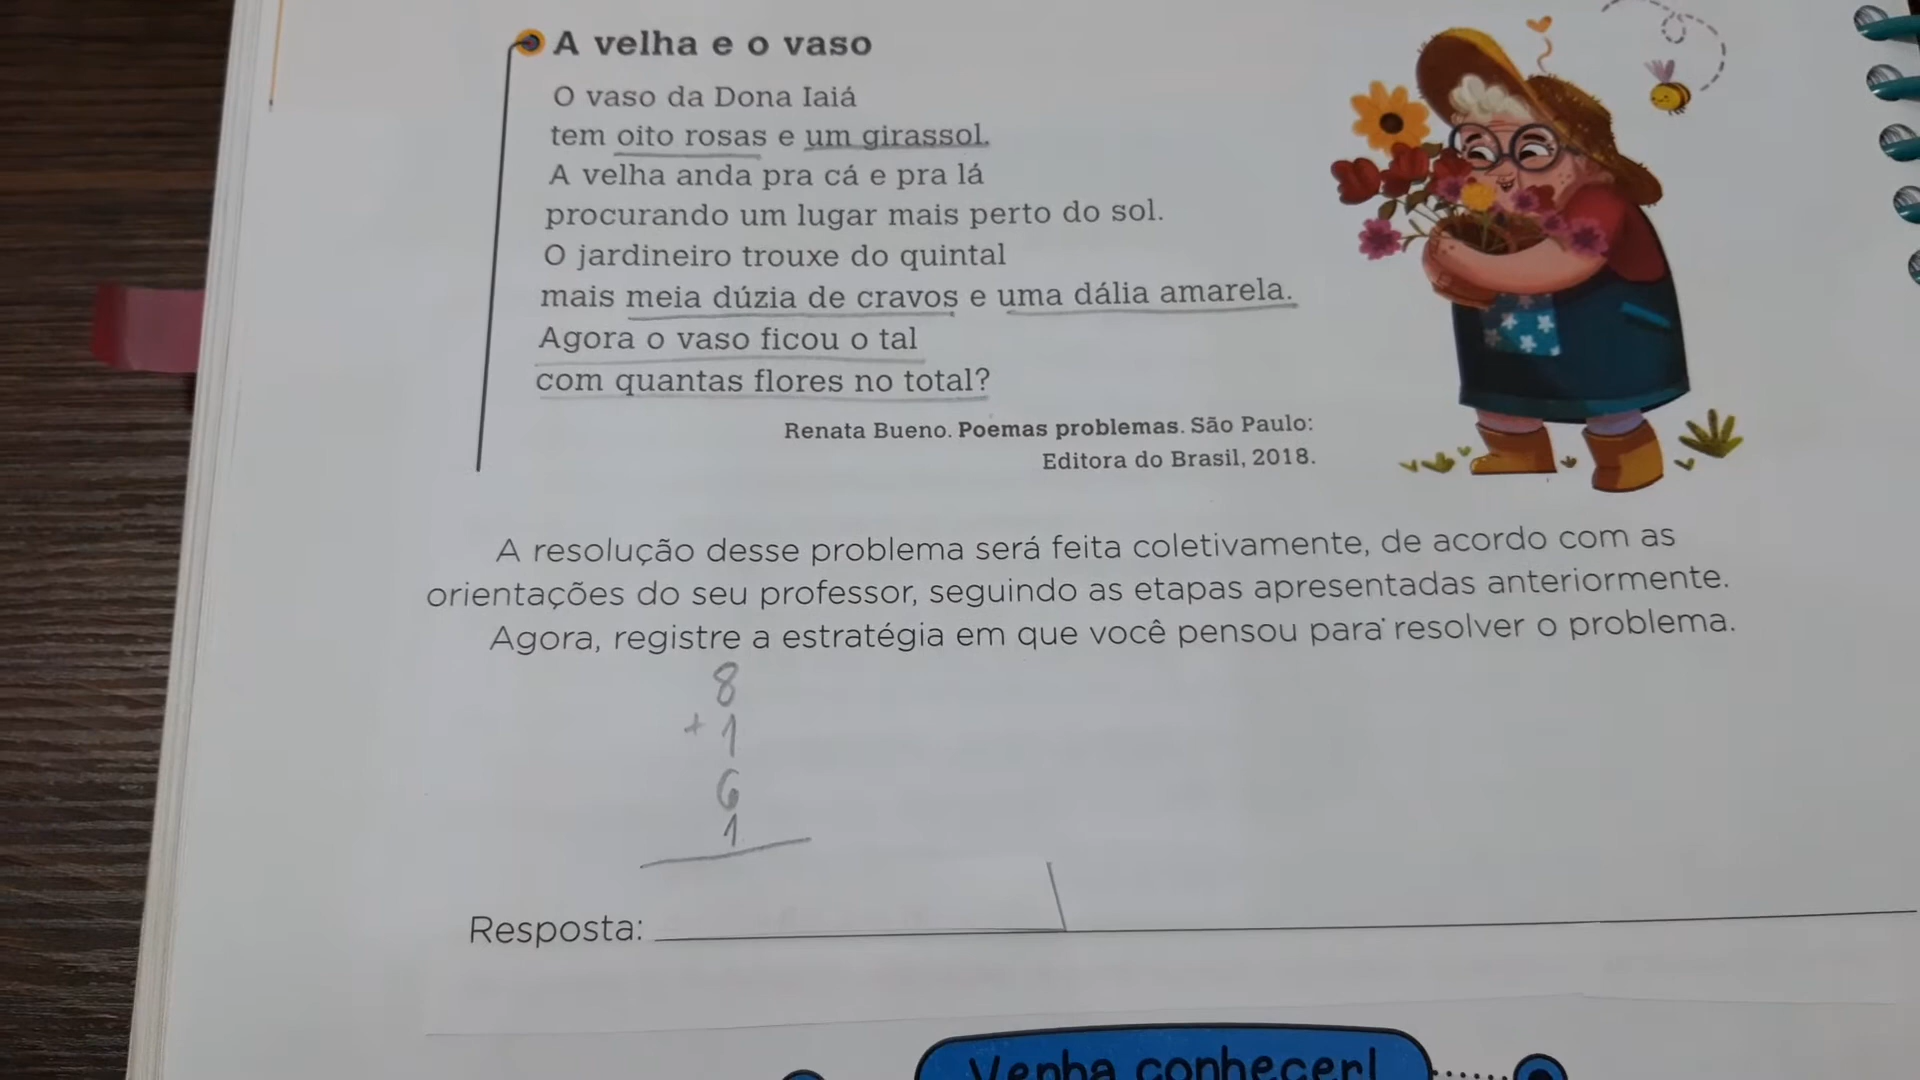 A velha e o vaso
O vaso da Dona Iaiá
tem oito rosas e um girassol.
A velha anda pra cá e pra lá
procurando um lugar mais perto do sol.
O jardineiro trouxe do quintal
mais meia dúzia de cravos e uma dália amarela.
Agora o vaso ficou o tal
com quantas flores no total?
Renata Bueno. Poemas problemas. São Paulo:
Editora do Brasil, 2018.
A resolução desse problema será feita coletivamente, de acordo com as
orientações do seu professor, seguindo as etapas apresentadas anteriormente.
Agora, registre a estratégia em que você pensou para resolver o problema.
8
+ 1
6
1
Resposta:
Venha conhecer!